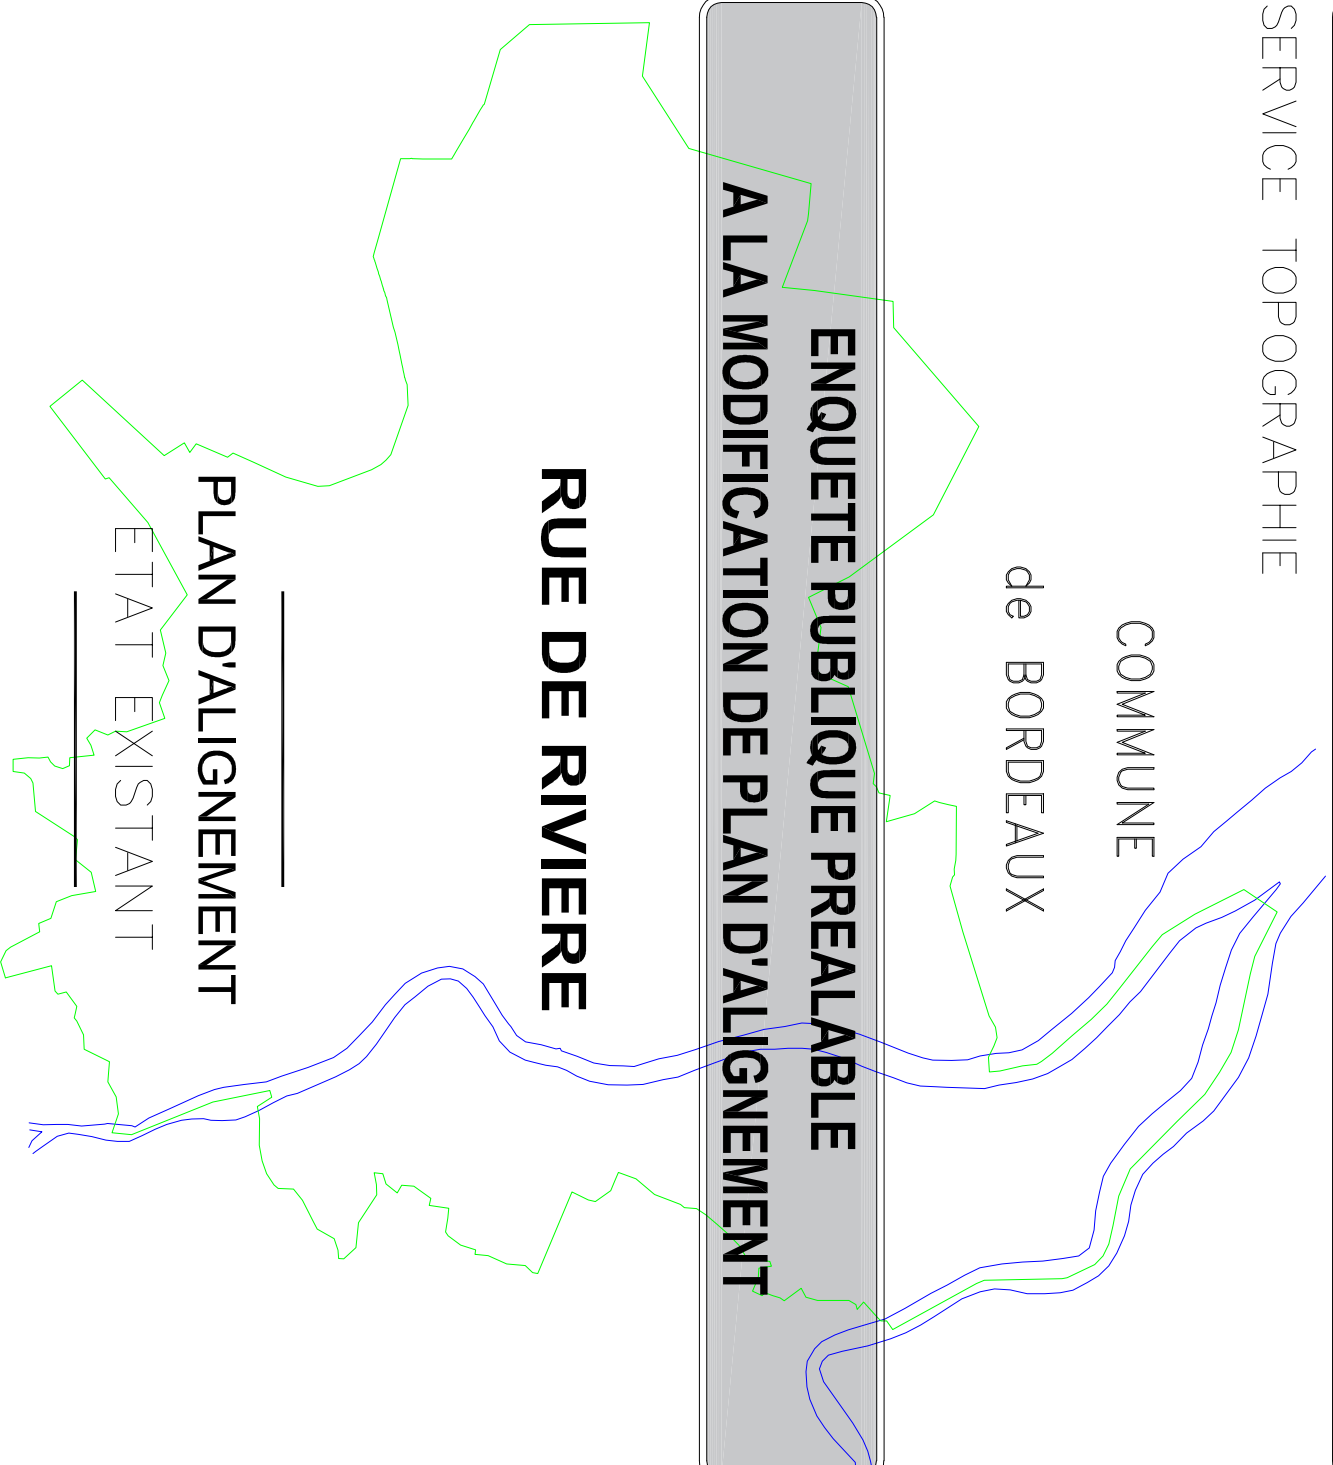 SERVICE TOPOGRAPHIE
COMMUNE
de BORDEAUX
ENQUETE PUBLIQUE PREALABLE
A LA MODIFICATION DE PLAN D'ALIGNEMENT
RUE DE RIVIERE
PLAN D'ALIGNEMENT
ETAT EXISTANT